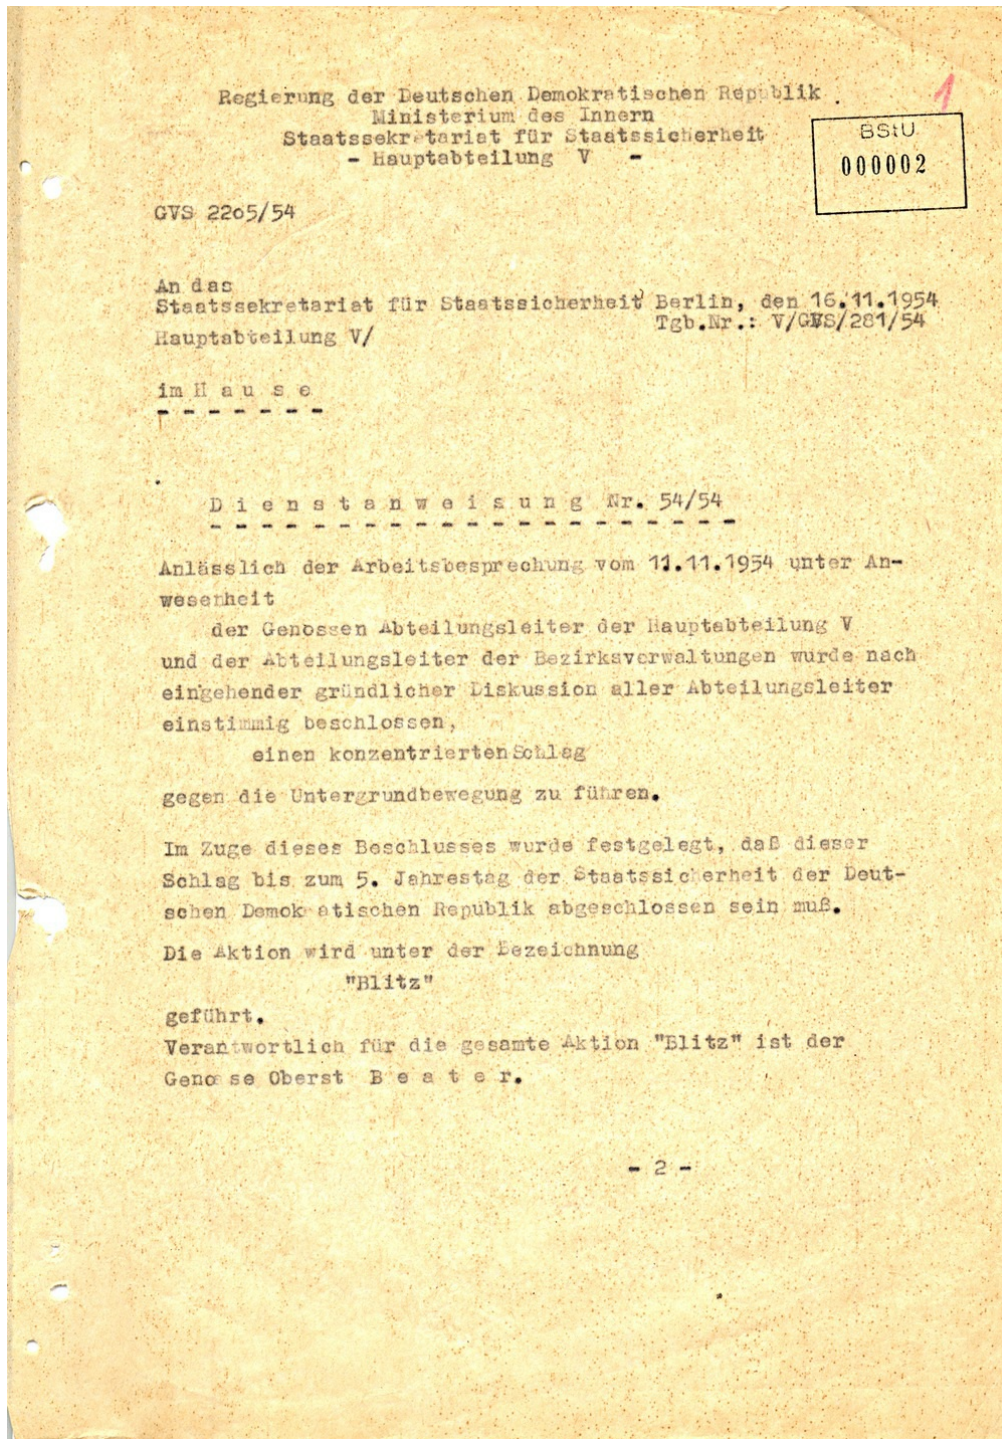 Regierung der Deutschen Demokratischen Republik
Ministerium des Innern
Staatssekretariat für Staatssicherheit
- Hauptabteilung V -
1
BStU
000002
GVS 22o5/54
An das
Staatssekretariat für Staatssicherheit Berlin, den 16.11.1954
Tgb.Nr.: V/GVS/281/54
Hauptabteilung V/
im H a u s e
- - - - - - -
D i e n s t a n w e i s u n g Nr. 54/54
- - - - - - - - - - - - - - - - - - - - -
Anlässlich der Arbeitsbesprechung vom 11.11.1954 unter An-
wesenheit
der Genossen Abteilungsleiter der Hauptabteilung V
und der Abteilungsleiter der Bezirksverwaltungen wurde nach
eingehender gründlicher Diskussion aller Abteilungsleiter
einstimmig beschlossen,
einen konzentrierten Schlag
gegen die Untergrundbewegung zu führen.
Im Zuge dieses Beschlusses wurde festgelegt, daß dieser
Schlag bis zum 5. Jahrestag der Staatssicherheit der Deut-
schen Demokratischen Republik abgeschlossen sein muß.
Die Aktion wird unter der Bezeichnung
"Blitz"
geführt.
Verantwortlich für die gesamte Aktion "Blitz" ist der
Genosse Oberst B e a t e r.
- 2 -